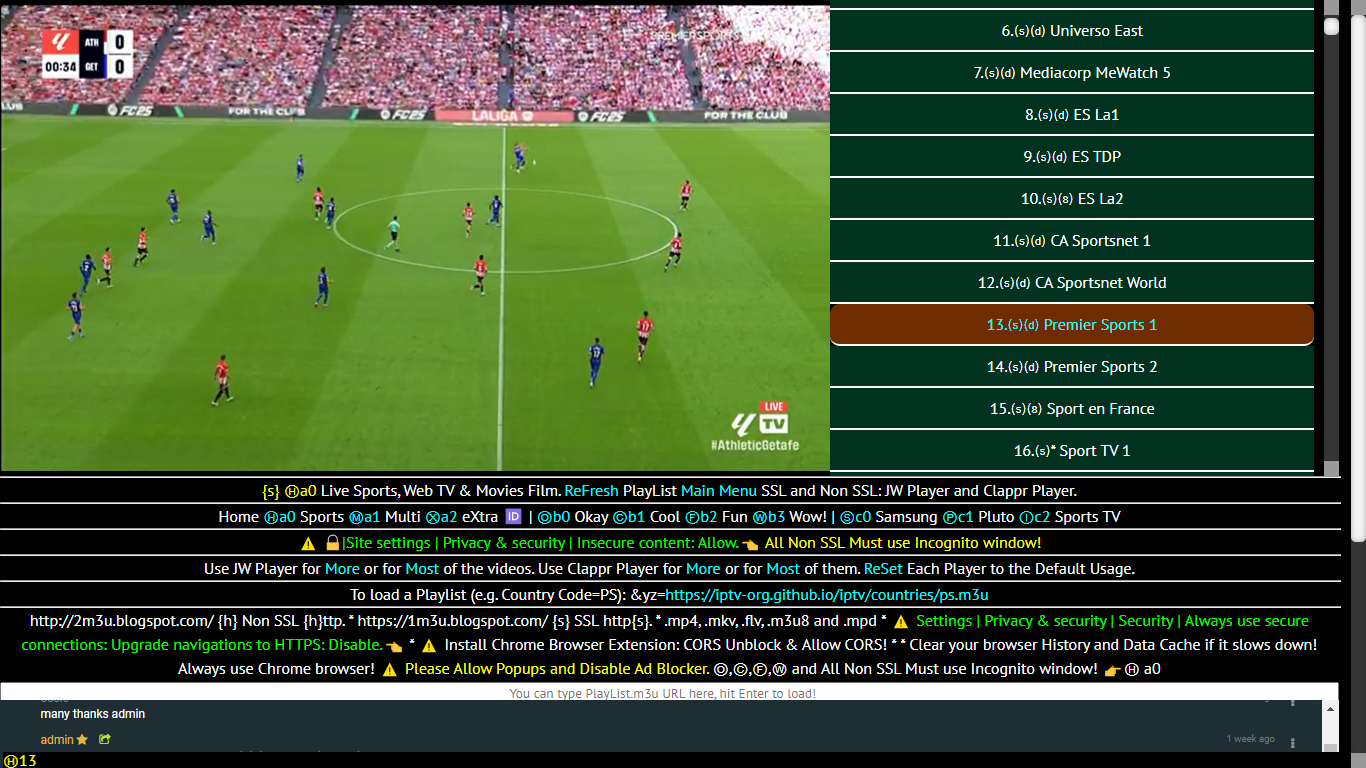 ATH 0
00:34
GET 0
PREMIERSPORTS
FC25
FOR THE CLUB
FC25
LALIGA
FC25
FOR THE CLUB
LIVE
TV
#AthleticGetafe
6.(s)(d) Universo East
7.(s)(d) Mediacorp MeWatch 5
8.(s)(d) ES La1
9.(s)(d) ES TDP
10.(s)(8) ES La2
11.(s)(d) CA Sportsnet 1
12.(s)(d) CA Sportsnet World
13.(s)(d) Premier Sports 1
14.(s)(d) Premier Sports 2
15.(s)(8) Sport en France
16.(s)* Sport TV 1
{s} Ⓗa0 Live Sports, Web TV & Movies Film. ReFresh PlayList Main Menu SSL and Non SSL: JW Player and Clappr Player.
Home Ⓗa0 Sports Ⓜa1 Multi Ⓧa2 eXtra 🆔 | Ⓞb0 Okay Ⓒb1 Cool Ⓕb2 Fun Ⓦb3 Wow! | Ⓢc0 Samsung Ⓟc1 Pluto Ⓘc2 Sports TV
⚠️ 🔒|Site settings | Privacy & security | Insecure content: Allow. 👈 All Non SSL Must use Incognito window!
Use JW Player for More or for Most of the videos. Use Clappr Player for More or for Most of them. ReSet Each Player to the Default Usage.
To load a Playlist (e.g. Country Code=PS): &yz=https://iptv-org.github.io/iptv/countries/ps.m3u
http://2m3u.blogspot.com/ {h} Non SSL {h}ttp. * https://1m3u.blogspot.com/ {s} SSL http{s}. * .mp4, .mkv, .flv, .m3u8 and .mpd * ⚠️ Settings | Privacy & security | Security | Always use secure
connections: Upgrade navigations to HTTPS: Disable. 👈 * ⚠️ Install Chrome Browser Extension: CORS Unblock & Allow CORS! * * Clear your browser History and Data Cache if it slows down!
Always use Chrome browser! ⚠️ Please Allow Popups and Disable Ad Blocker. Ⓞ,Ⓒ,Ⓕ,Ⓦ and All Non SSL Must use Incognito window! 👉 Ⓗ a0
You can type PlayList.m3u URL here, hit Enter to load!
many thanks admin
admin
1 week ago
Ⓗ13